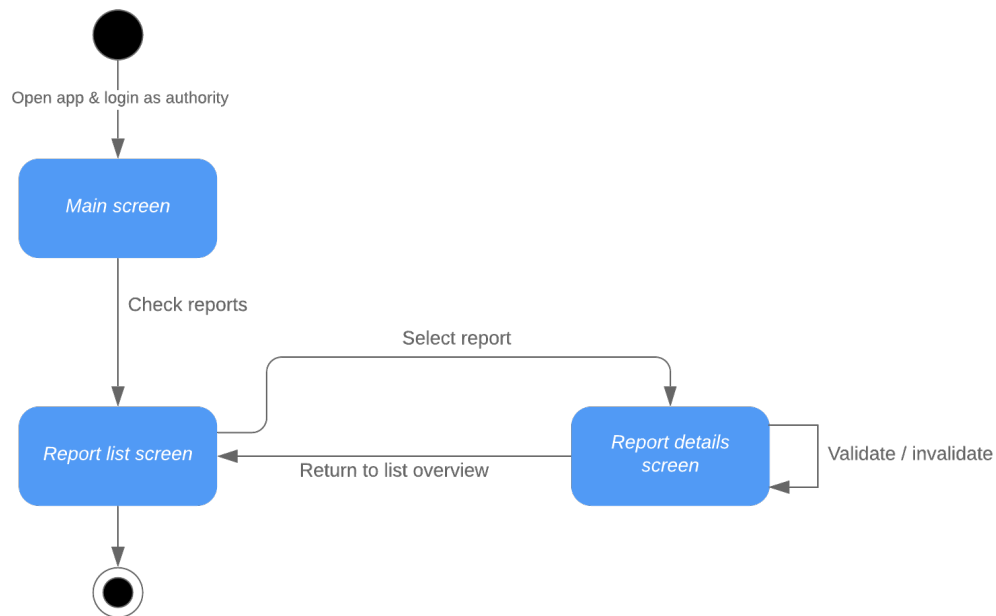 Open app & login as authority
Main screen
Check reports
Select report
Report list screen
Return to list overview
Report details
screen
Validate / invalidate